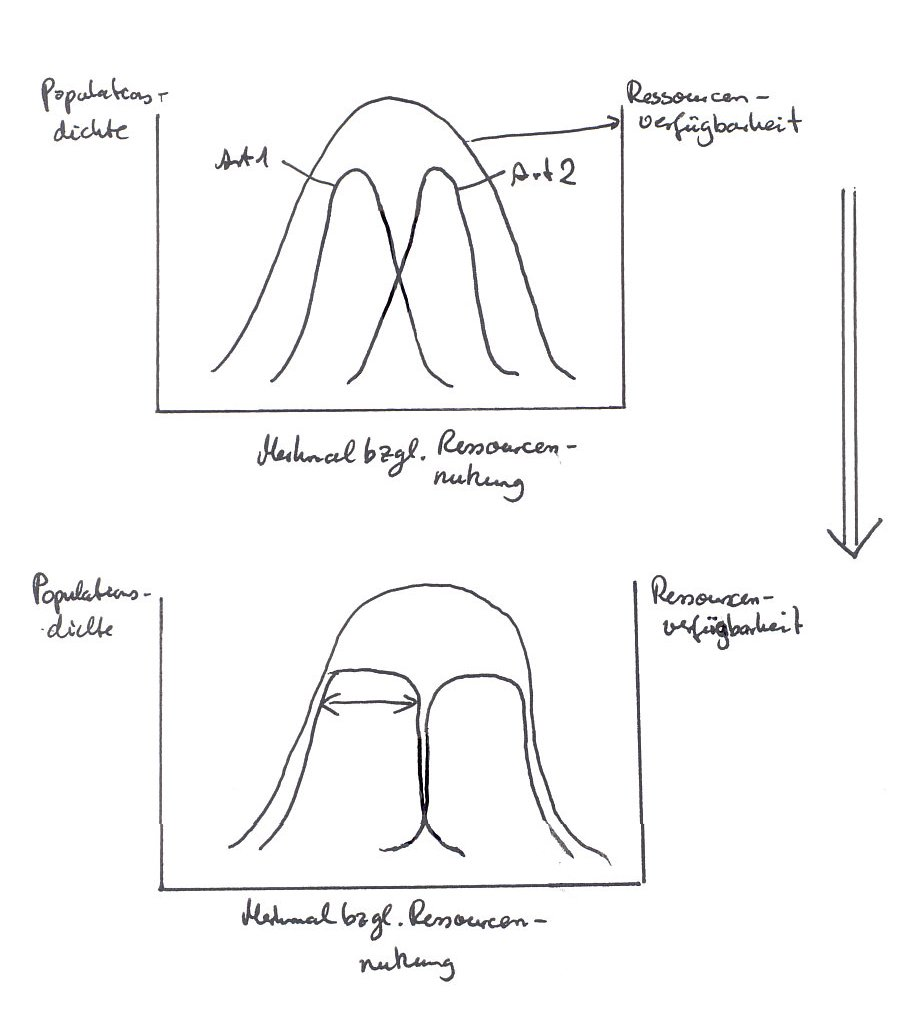 Populations-
dichte
Ressourcen-
verfügbarkeit
Art 1
Art 2
Merkmal bzgl. Ressourcen-
nutzung
Populations-
dichte
Ressourcen-
verfügbarkeit
Merkmal bzgl. Ressourcen-
nutzung